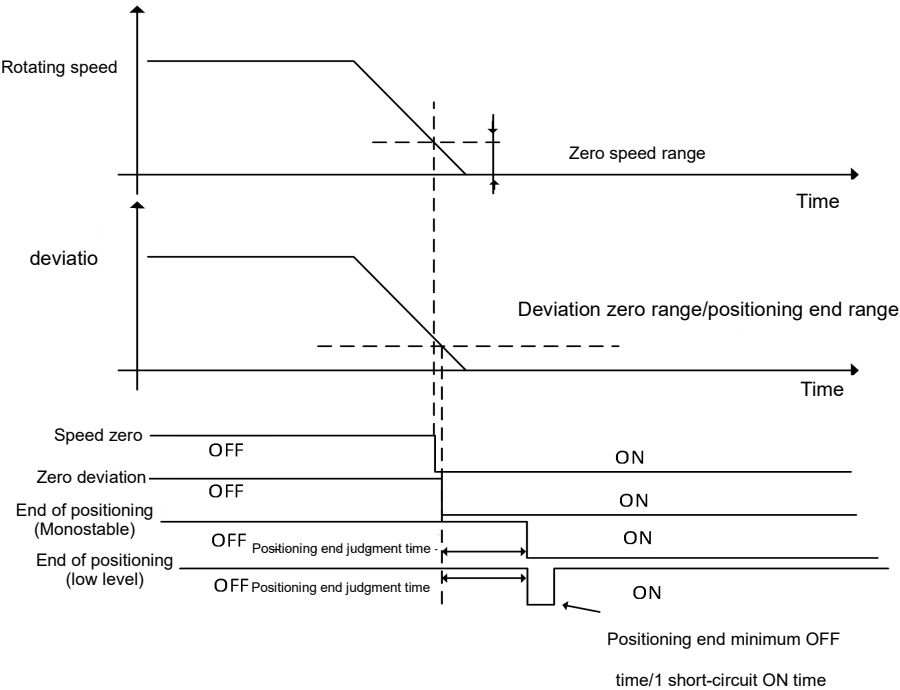 Rotating speed
Zero speed range
Time
deviatio
Deviation zero range/positioning end range
Time
Speed zero
OFF
ON
Zero deviation
OFF
ON
End of positioning
(Monostable)
OFF
Positioning end judgment time
ON
End of positioning
(low level)
OFF
Positioning end judgment time
ON
Positioning end minimum OFF
time/1 short-circuit ON time